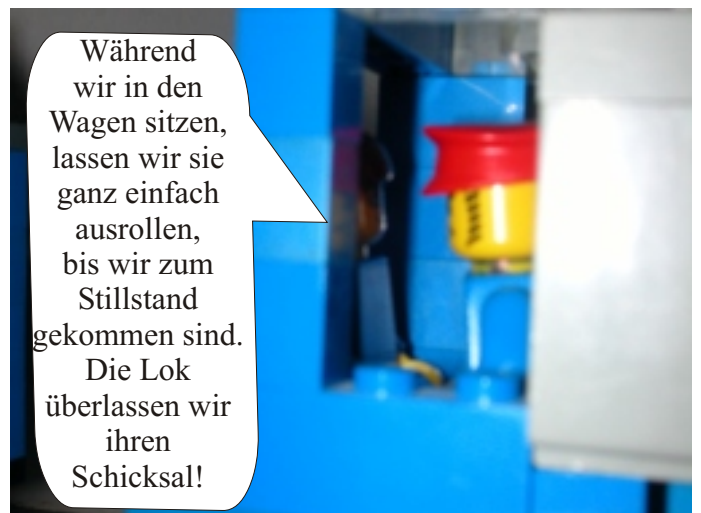 Während
wir in den
Wagen sitzen,
lassen wir sie
ganz einfach
ausrollen,
bis wir zum
Stillstand
gekommen sind.
Die Lok
überlassen wir
ihren
Schicksal!